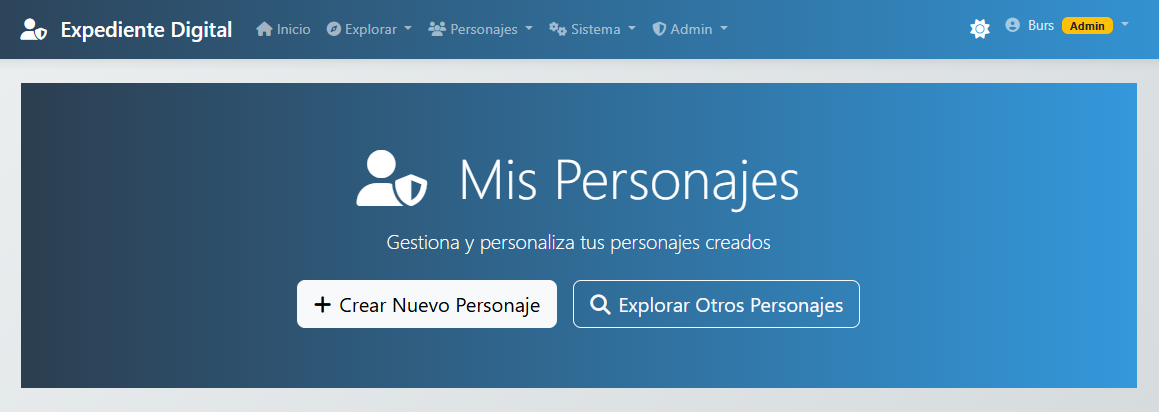 Expediente Digital Inicio Explorar Personajes Sistema Admin Burs Admin
Mis Personajes
Gestiona y personaliza tus personajes creados
Crear Nuevo Personaje Explorar Otros Personajes